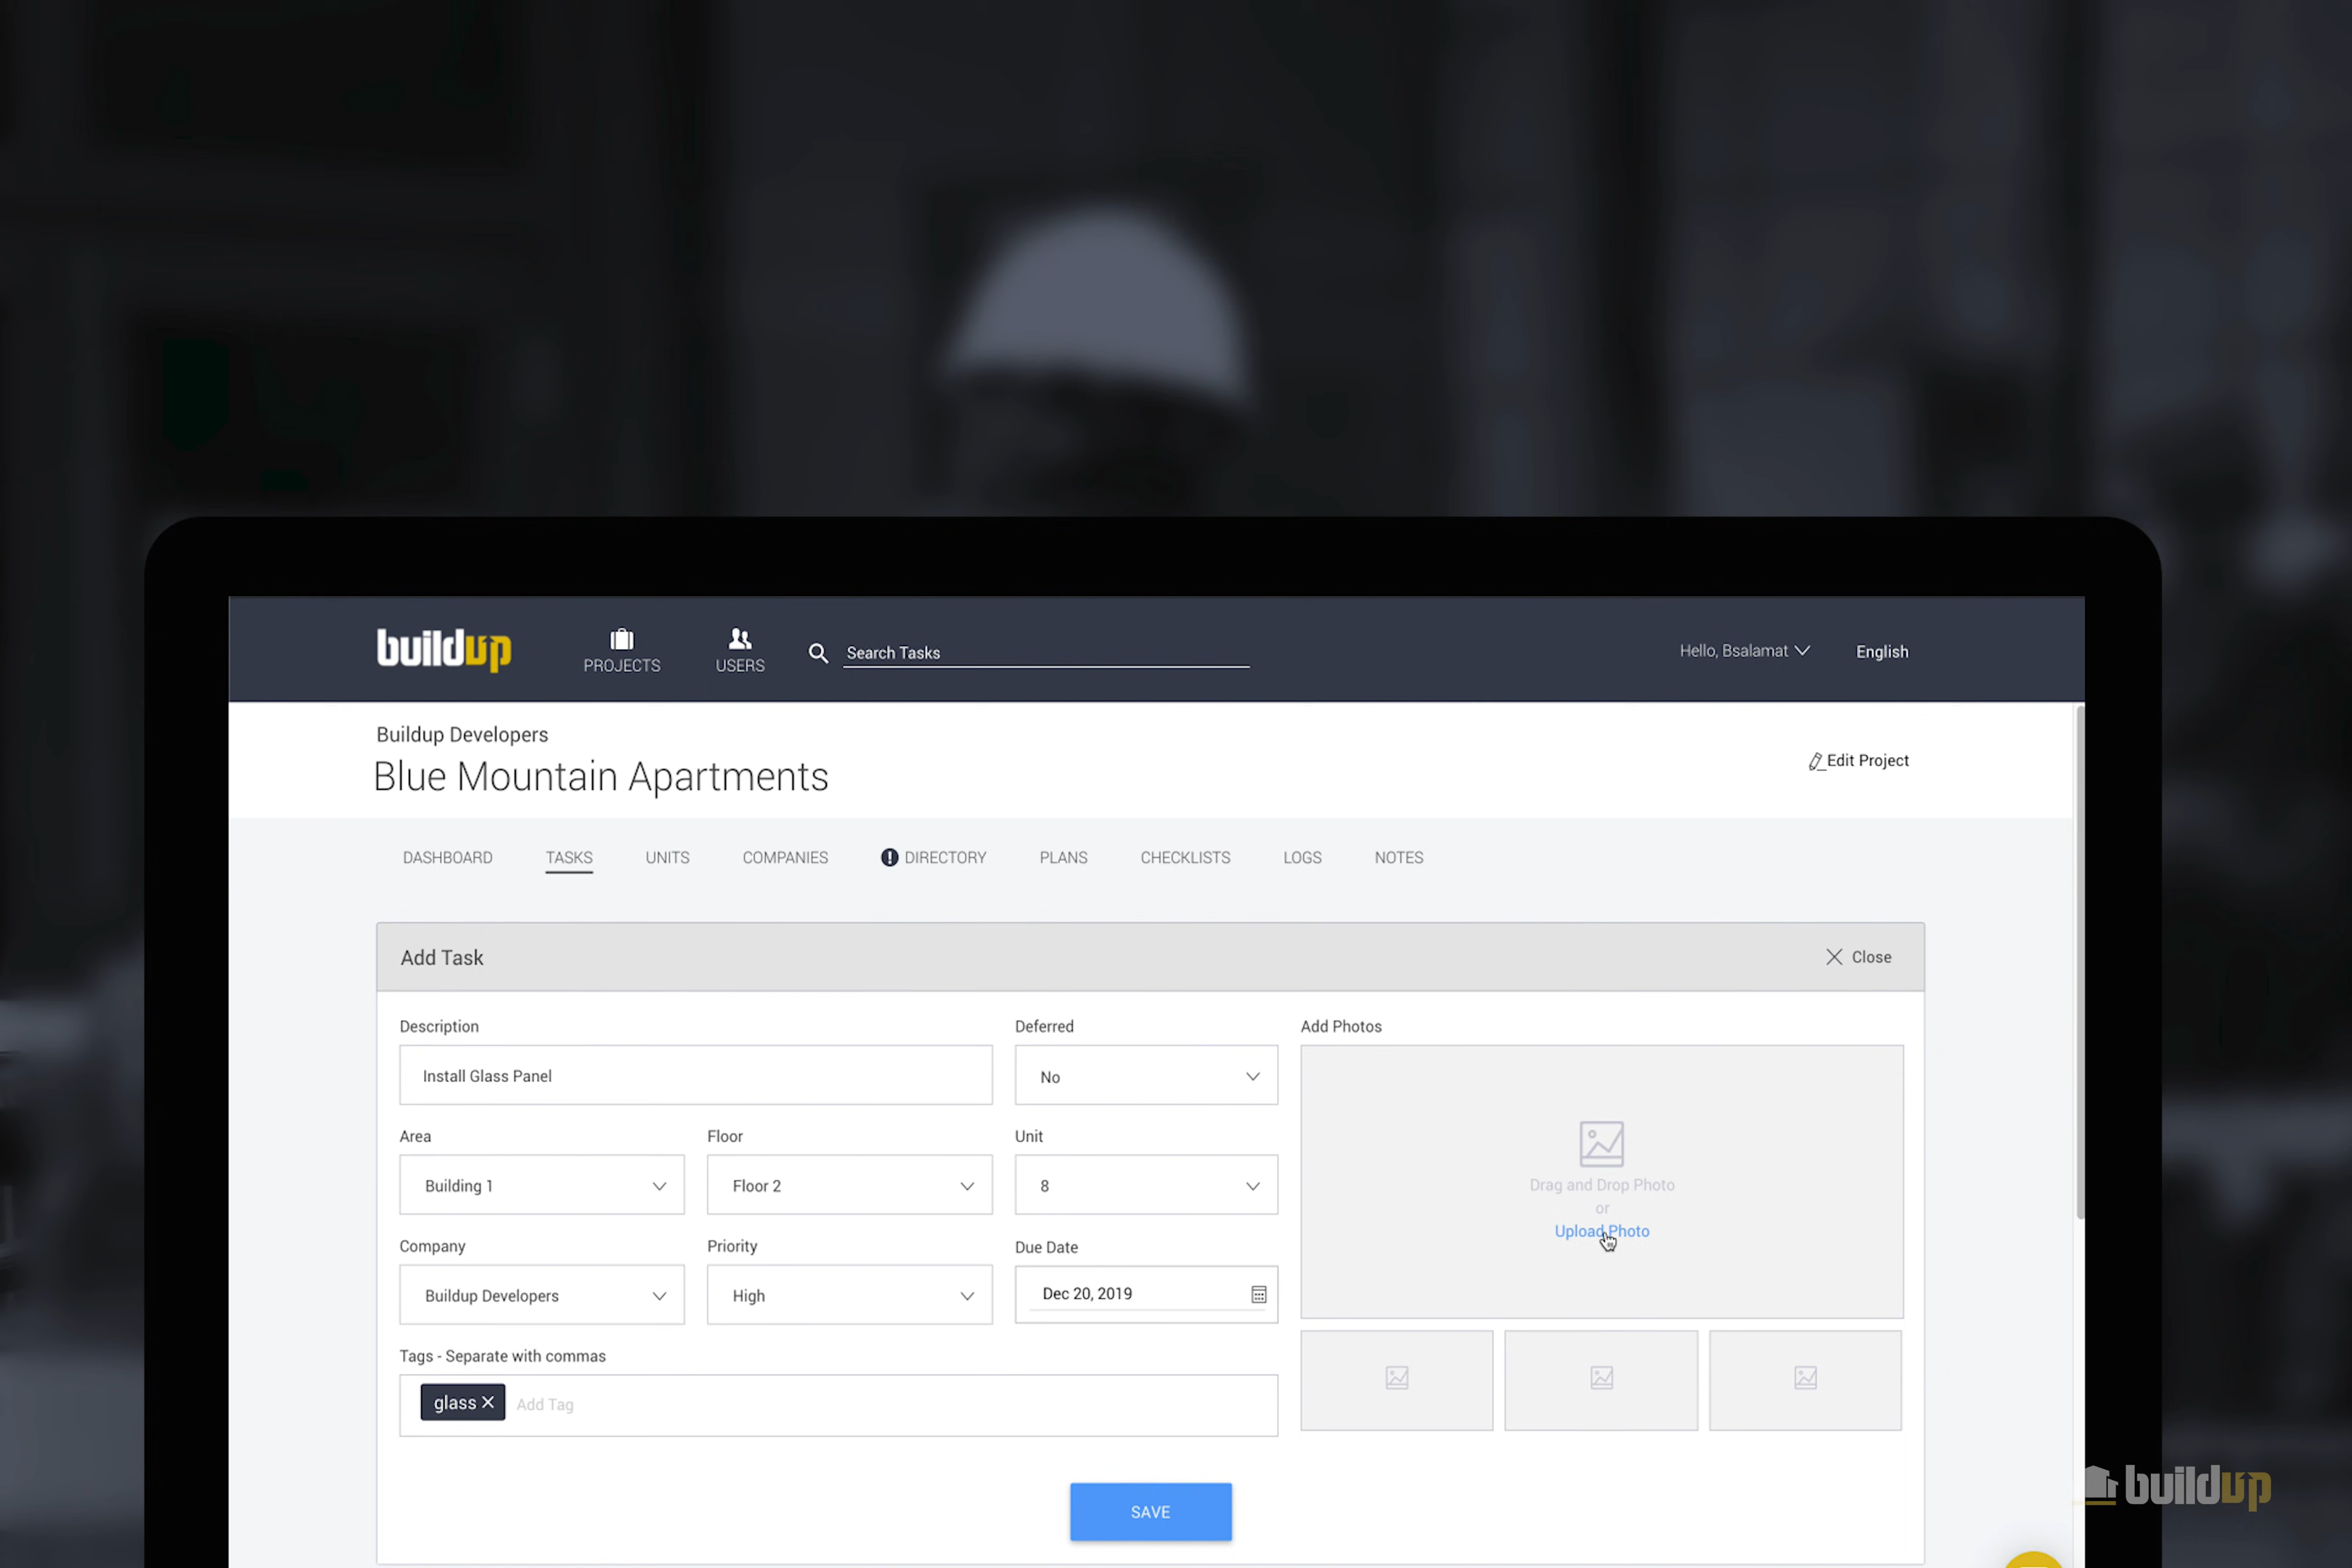 buildup
PROJECTS
USERS
Search Tasks
Hello, Bsalamat
English
Buildup Developers
Blue Mountain Apartments
Edit Project
DASHBOARD
TASKS
UNITS
COMPANIES
DIRECTORY
PLANS
CHECKLISTS
LOGS
NOTES
Add Task
Close
Description
Deferred
Add Photos
Install Glass Panel
No
Area
Floor
Unit
Building 1
Floor 2
8
Drag and Drop Photo
or
Upload Photo
Company
Priority
Due Date
Buildup Developers
High
Dec 20, 2019
Tags - Separate with commas
glass
Add Tag
SAVE
buildup